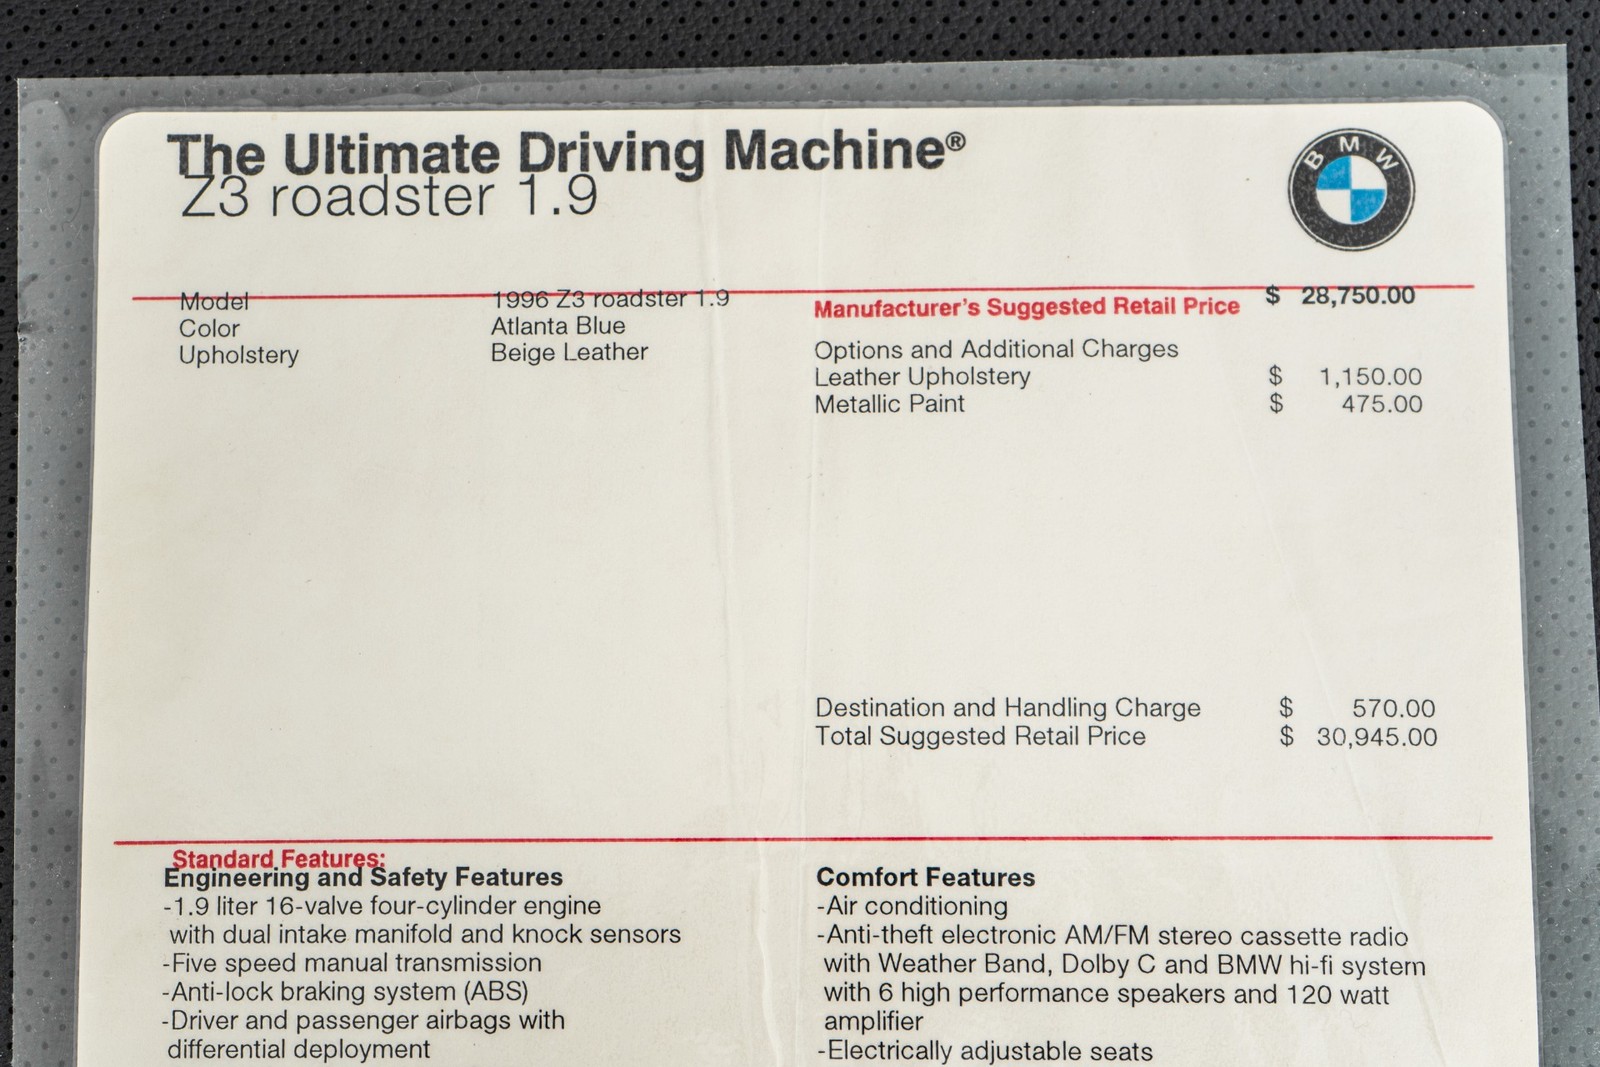 The Ultimate Driving Machine®
Z3 roadster 1.9
BMW
Model 1996 Z3 roadster 1.9
Color Atlanta Blue
Upholstery Beige Leather
Manufacturer's Suggested Retail Price $ 28,750.00
Options and Additional Charges
Leather Upholstery $ 1,150.00
Metallic Paint $ 475.00
Destination and Handling Charge $ 570.00
Total Suggested Retail Price $ 30,945.00
Standard Features:
Engineering and Safety Features
-1.9 liter 16-valve four-cylinder engine
with dual intake manifold and knock sensors
-Five speed manual transmission
-Anti-lock braking system (ABS)
-Driver and passenger airbags with
differential deployment
Comfort Features
-Air conditioning
-Anti-theft electronic AM/FM stereo cassette radio
with Weather Band, Dolby C and BMW hi-fi system
with 6 high performance speakers and 120 watt
amplifier
-Electrically adjustable seats